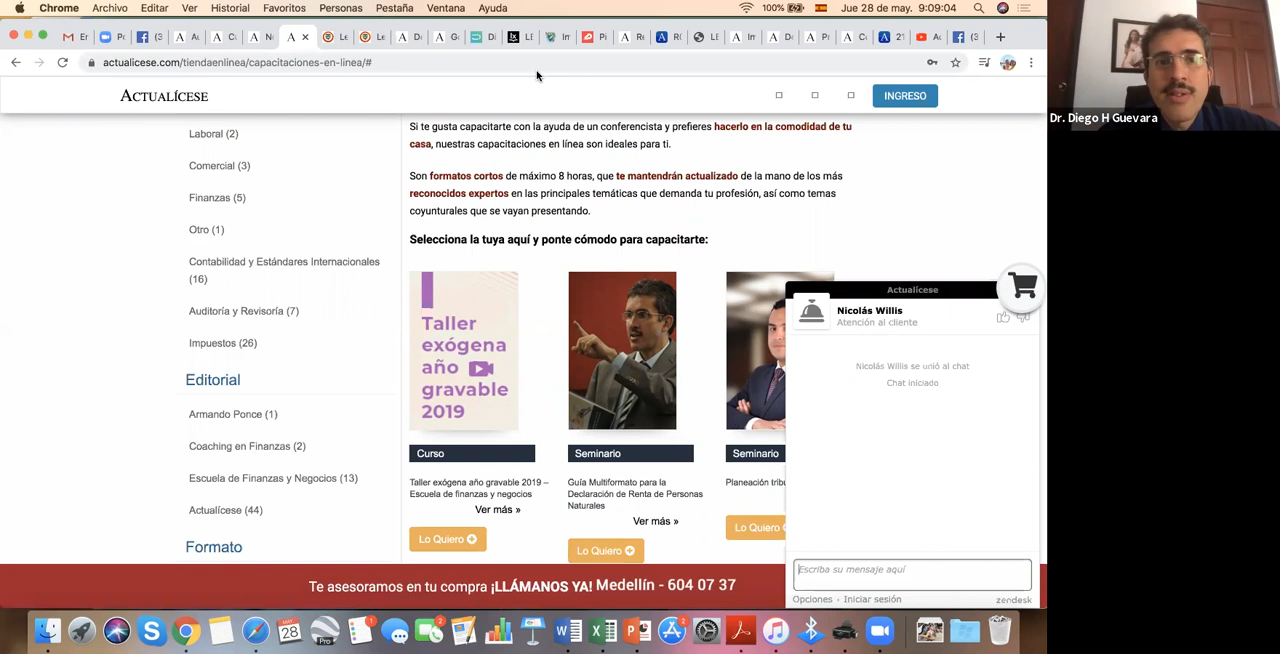 Chrome Archivo Editar Ver Historial Favoritos Personas Pestaña Ventana Ayuda 100% Jue 28 de may. 9:09:04
actualicese.com/tiendaenlinea/capacitaciones-en-linea/#
ACTUALÍCESE
INGRESO
Dr. Diego H Guevara
Laboral (2)
Comercial (3)
Finanzas (5)
Otro (1)
Contabilidad y Estándares Internacionales
(16)
Auditoría y Revisoría (7)
Impuestos (26)
Editorial
Armando Ponce (1)
Coaching en Finanzas (2)
Escuela de Finanzas y Negocios (13)
Actualícese (44)
Formato
Si te gusta capacitarte con la ayuda de un conferencista y prefieres hacerlo en la comodidad de tu
casa, nuestras capacitaciones en línea son ideales para ti.
Son formatos cortos de máximo 8 horas, que te mantendrán actualizado de la mano de los más
reconocidos expertos en las principales temáticas que demanda tu profesión, así como temas
coyunturales que se vayan presentando.
Selecciona la tuya aquí y ponte cómodo para capacitarte:
Taller
exógena
año
gravable
2019
Curso
Taller exógena año gravable 2019 –
Escuela de finanzas y negocios
Ver más »
Lo Quiero
Seminario
Guía Multiformato para la
Declaración de Renta de Personas
Naturales
Ver más »
Lo Quiero
Seminario
Planeación tribu
Lo Quiero
Actualícese
Nicolás Willis
Atención al cliente
Nicolás Willis se unió al chat
Chat iniciado
Escriba su mensaje aquí
Opciones Iniciar sesión zendesk
Te asesoramos en tu compra ¡LLÁMANOS YA! Medellín - 604 07 37